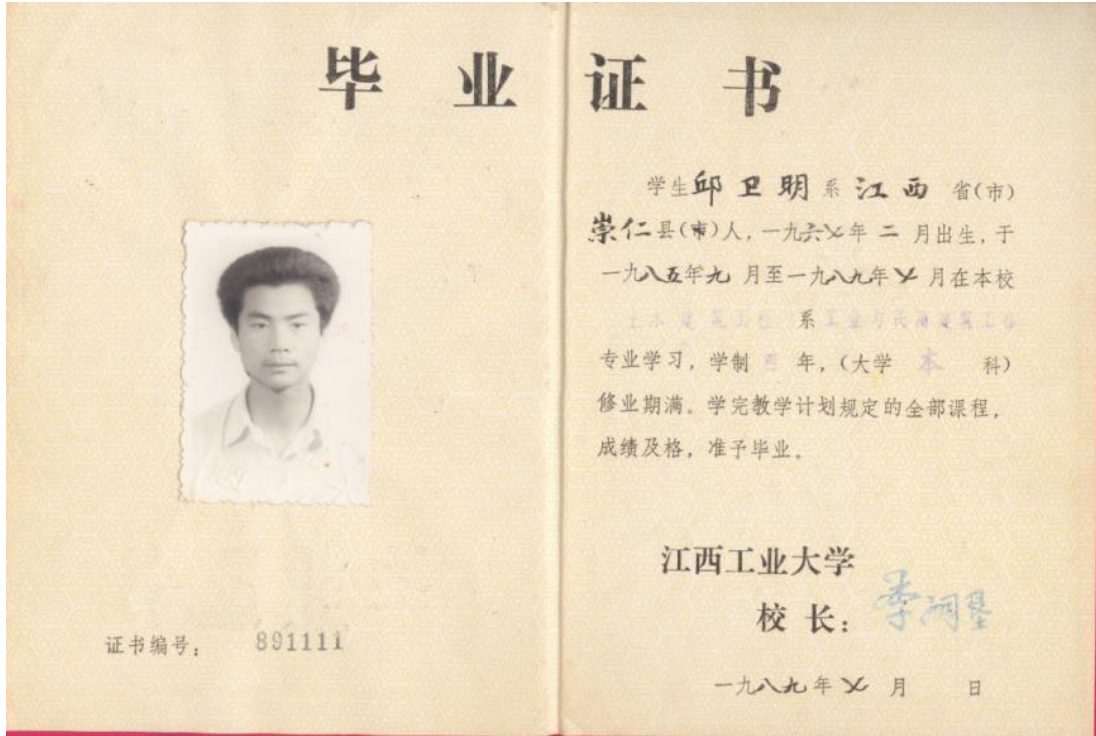 毕业证书
学生邱卫明系江西省(市)
崇仁县(市)人，一九六七年二月出生，于
一九八五年九月至一九八九年七月在本校
土木建筑工程系工业与民用建筑工程
专业学习，学制四年，(大学本科)
修业期满。学完教学计划规定的全部课程，
成绩及格，准予毕业。
江西工业大学
校长：
证书编号：891111
一九八九年七月 日